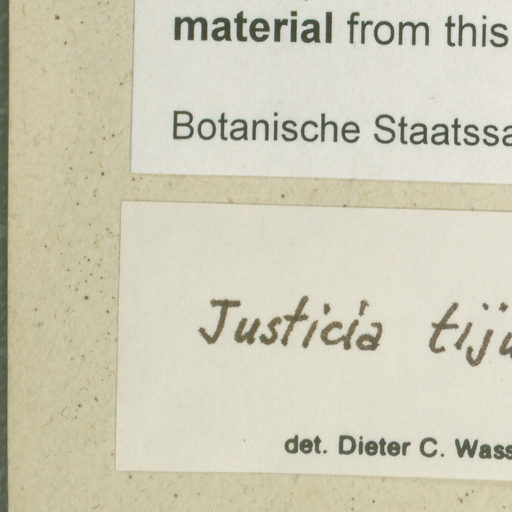 material from this
Botanische Staatssa
Justicia tiju
det. Dieter C. Wass